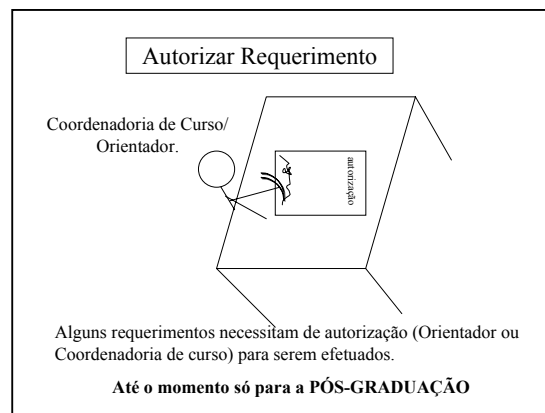 Autorizar Requerimento
Coordenadoria de Curso/
Orientador.
autorização
Alguns requerimentos necessitam de autorização (Orientador ou
Coordenadoria de curso) para serem efetuados.
Até o momento só para a PÓS-GRADUAÇÃO